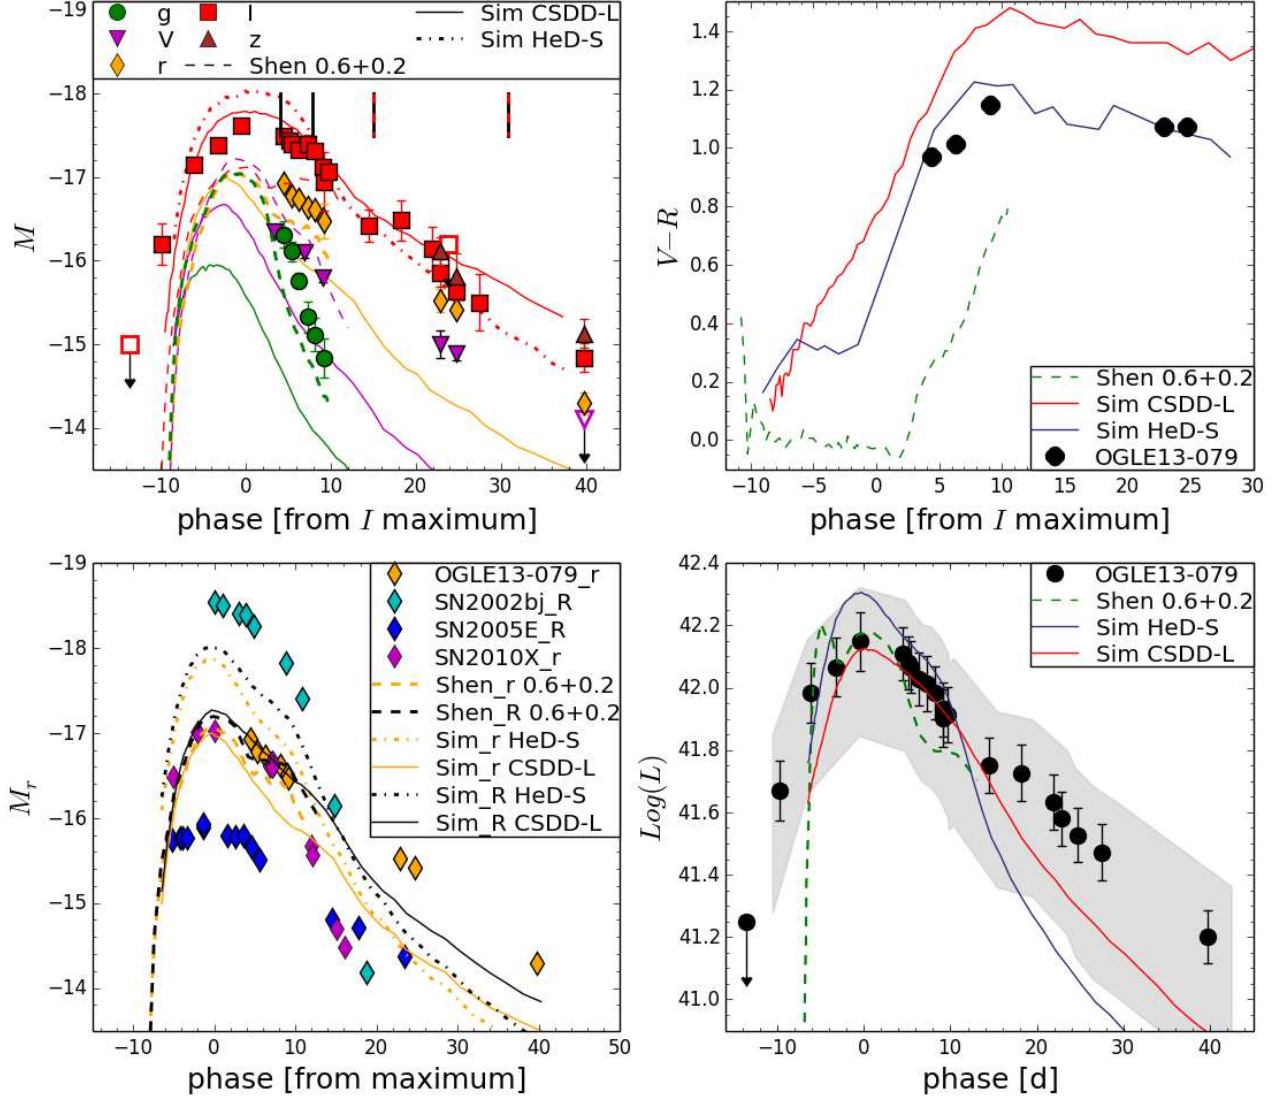 −19
−18
−17
−16
−15
−14
M
g
V
r
I
z
Shen 0.6+0.2
Sim CSDD-L
Sim HeD-S
−10 0 10 20 30 40
phase [from I maximum]
1.4
1.2
1.0
0.8
0.6
0.4
0.2
0.0
V−R
Shen 0.6+0.2
Sim CSDD-L
Sim HeD-S
OGLE13-079
−10 −5 0 5 10 15 20 25 30
phase [from I maximum]
−19
−18
−17
−16
−15
−14
M_r
OGLE13-079_r
SN2002bj_R
SN2005E_R
SN2010X_r
Shen_r 0.6+0.2
Shen_R 0.6+0.2
Sim_r HeD-S
Sim_r CSDD-L
Sim_R HeD-S
Sim_R CSDD-L
−10 0 10 20 30 40 50
phase [from maximum]
42.4
42.2
42.0
41.8
41.6
41.4
41.2
41.0
Log(L)
OGLE13-079
Shen 0.6+0.2
Sim HeD-S
Sim CSDD-L
−10 0 10 20 30 40
phase [d]